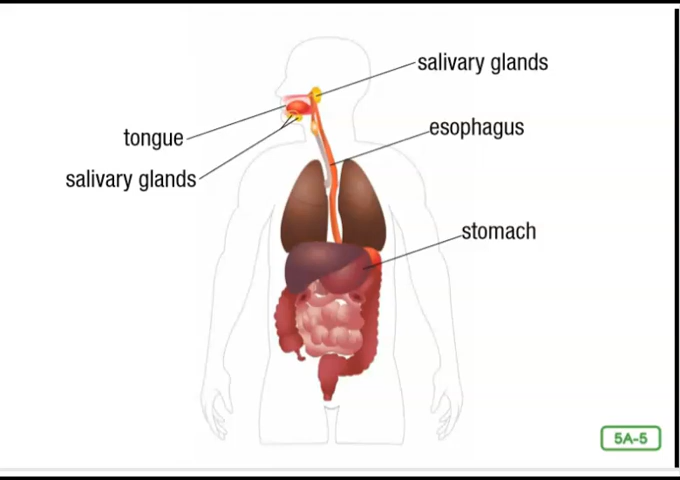 salivary glands
esophagus
tongue
salivary glands
stomach
5A-5